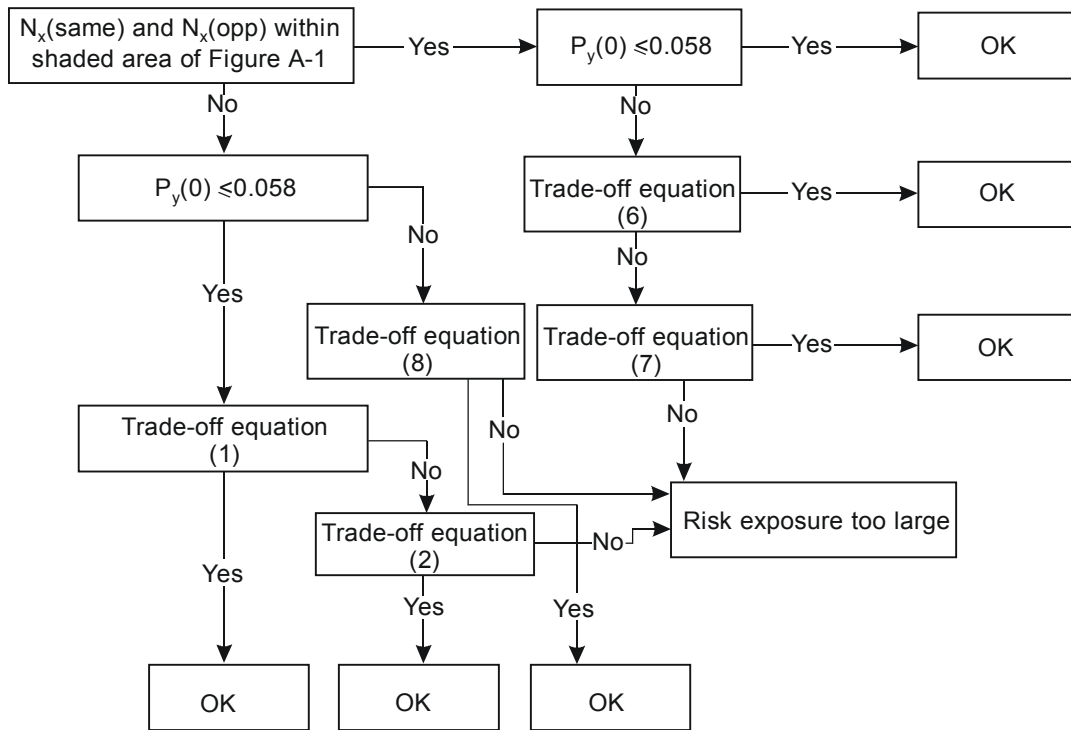 Nₓ(same) and Nₓ(opp) within
shaded area of Figure A-1
Yes
P_y(0) ⩽0.058
Yes
OK
No
No
P_y(0) ⩽0.058
Trade-off equation
(6)
Yes
OK
No
No
Yes
Trade-off equation
(8)
Trade-off equation
(7)
Yes
OK
Trade-off equation
(1)
No
No
No
Risk exposure too large
Trade-off equation
(2)
No
Yes
Yes
Yes
OK
OK
OK